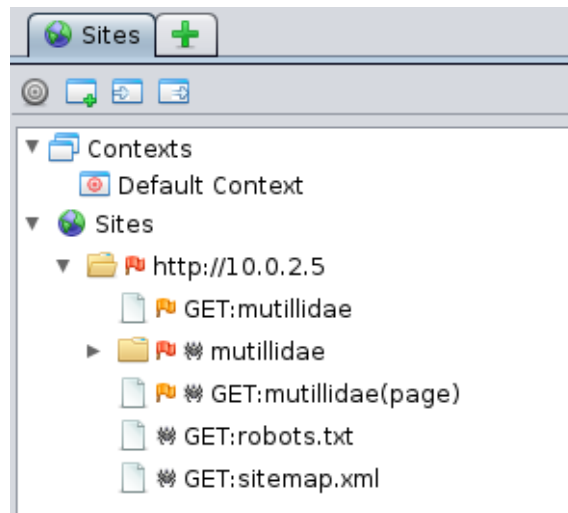 Sites
Contexts
Default Context
Sites
http://10.0.2.5
GET:mutillidae
mutillidae
GET:mutillidae(page)
GET:robots.txt
GET:sitemap.xml